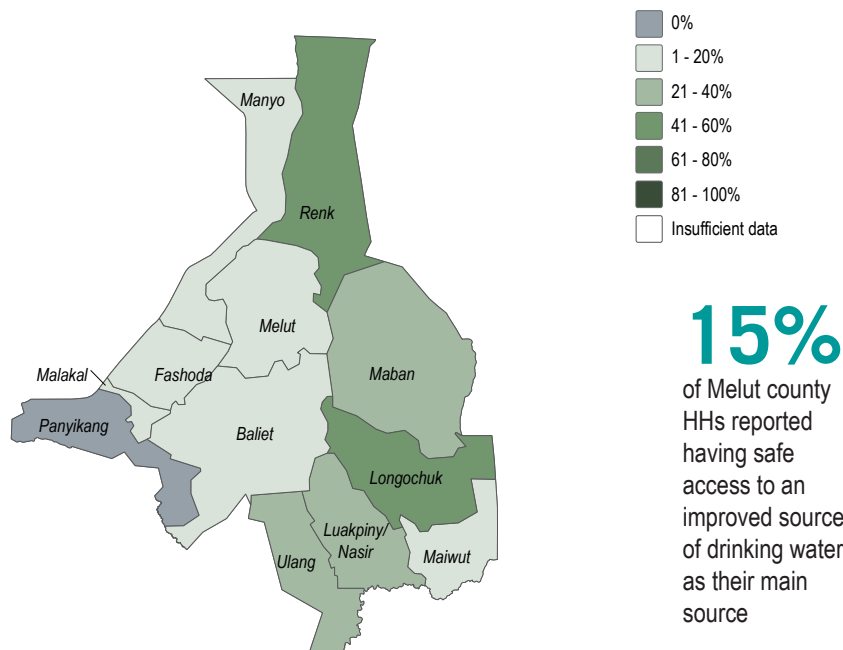 0%
1 - 20%
21 - 40%
41 - 60%
61 - 80%
81 - 100%
Insufficient data
Manyo
Renk
Melut
Malakal
Fashoda
Maban
Panyikang
Baliet
Longochuk
Luakpiny/
Nasir
Ulang
Maiwut
15%
of Melut county
HHs reported
having safe
access to an
improved source
of drinking water
as their main
source